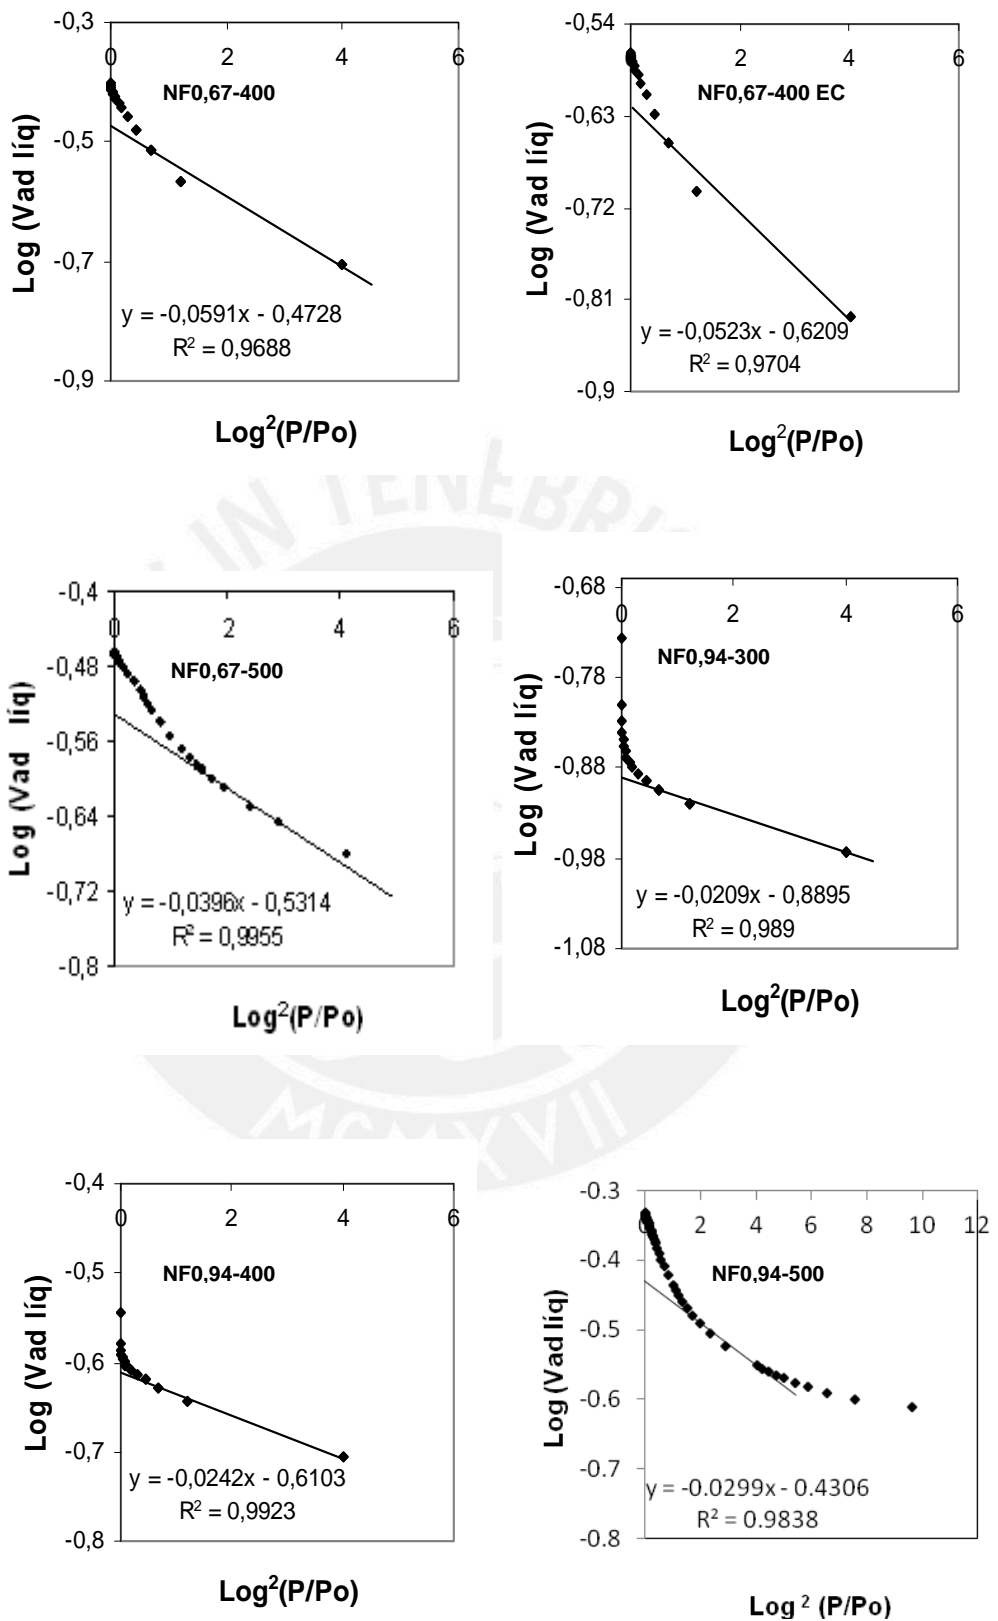 -0,3
0 2 4 6
NF0,67-400
-0,5
-0,7
-0,9
Log (Vad líq)
y = -0,0591x - 0,4728
R² = 0,9688
Log²(P/Po)
-0,54
0 2 4 6
NF0,67-400 EC
-0,63
-0,72
-0,81
-0,9
Log (Vad líq)
y = -0,0523x - 0,6209
R² = 0,9704
Log²(P/Po)
IN TENEBRIS
-0,4
0 2 4 6
NF0,67-500
-0,48
-0,56
-0,64
-0,72
-0,8
Log (Vad líq)
y = -0,0396x - 0,5314
R² = 0,9955
Log²(P/Po)
-0,68
0 2 4 6
NF0,94-300
-0,78
-0,88
-0,98
-1,08
Log (Vad líq)
y = -0,0209x - 0,8895
R² = 0,989
Log²(P/Po)
MCMXVII
-0,4
0 2 4 6
NF0,94-400
-0,5
-0,6
-0,7
-0,8
Log (Vad líq)
y = -0,0242x - 0,6103
R² = 0,9923
Log²(P/Po)
-0.3
0 2 4 6 8 10 12
NF0,94-500
-0.4
-0.5
-0.6
-0.7
-0.8
Log (Vad líq)
y = -0.0299x - 0.4306
R² = 0.9838
Log ² (P/Po)